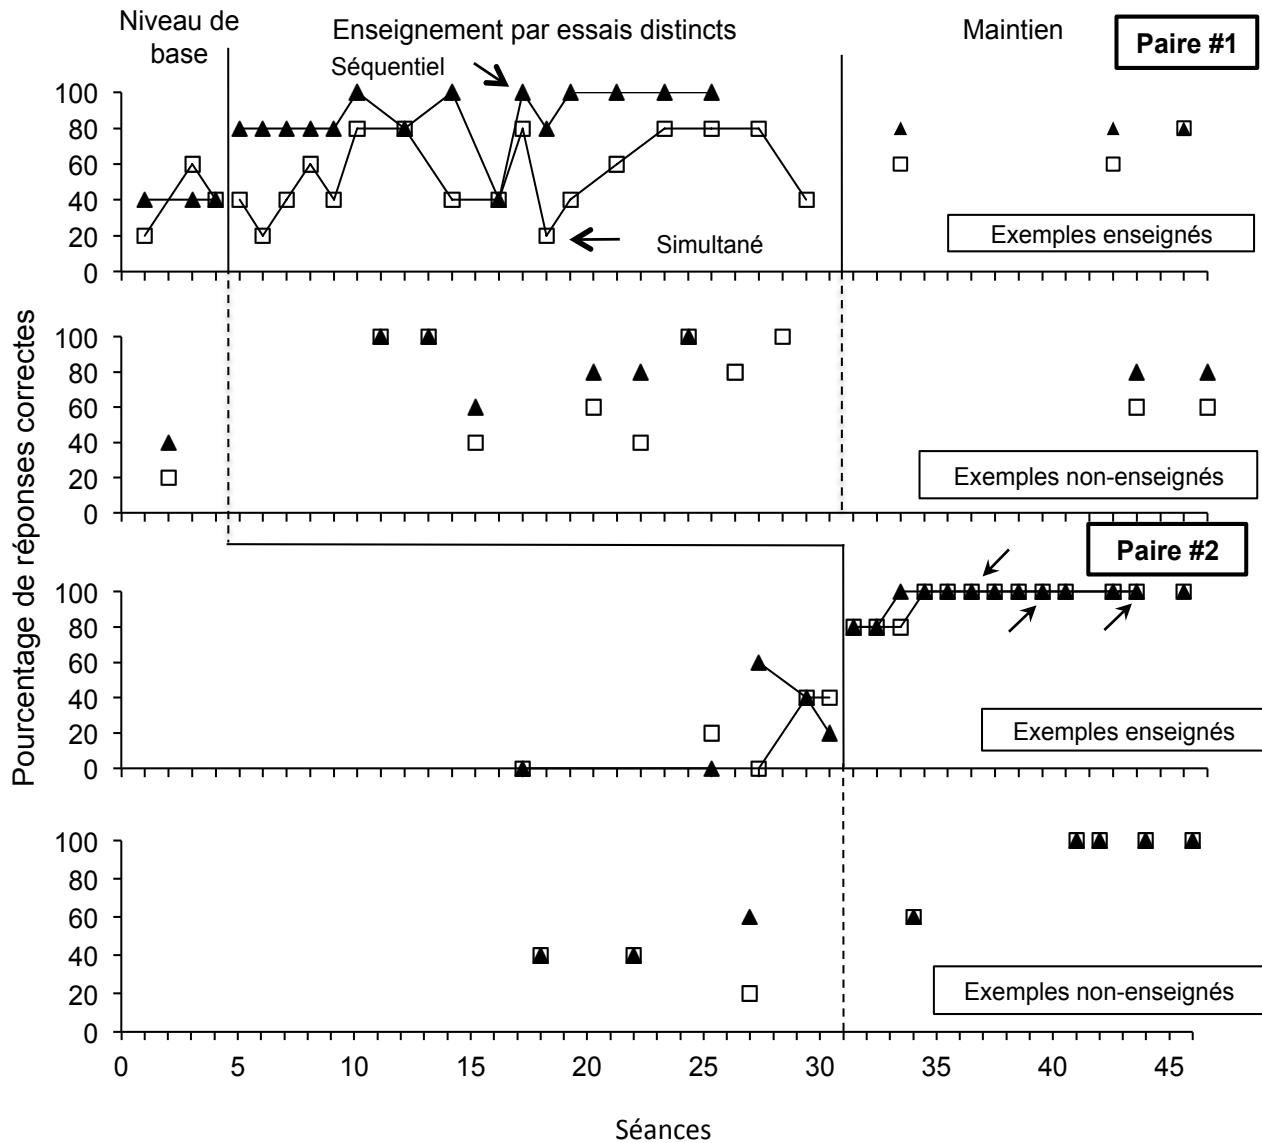 Niveau de
base
Enseignement par essais distincts
Maintien
Paire #1
Séquentiel
100
80
60
40
20
0
Simultané
Exemples enseignés
Pourcentage de réponses correctes
100
80
60
40
20
0
Exemples non-enseignés
Paire #2
100
80
60
40
20
0
Exemples enseignés
100
80
60
40
20
0
Exemples non-enseignés
0 5 10 15 20 25 30 35 40 45
Séances